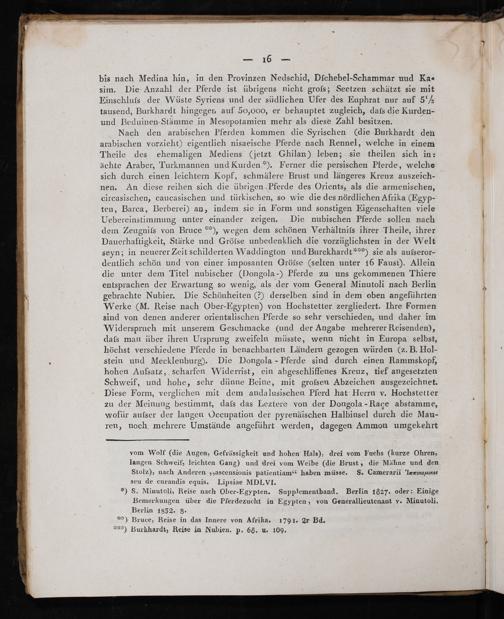 — 16 —
bis nach Medina hin, in den Provinzen Nedschid, Dschebel-Schammar und Ka-
sim. Die Anzahl der Pferde ist übrigens nicht groſs; Seetzen schätzt sie mit
Einschluſs der Wüste Syriens und der südlichen Ufer des Euphrat nur auf 5½
tausend, Burkhardt hingegen auf 50,000, er behauptet zugleich, daſs die Kurden-
und Beduinen-Stämme in Mesopotamien mehr als diese Zahl besitzen.
Nach den arabischen Pferden kommen die Syrischen (die Burkhardt den
arabischen vorzieht) eigentlich nisaeische Pferde nach Rennel, welche in einem
Theile des ehemaligen Mediens (jetzt Ghilan) leben; sie theilen sich in:
ächte Araber, Turkmannen und Kurden *). Ferner die persischen Pferde, welche
sich durch einen leichtern Kopf, schmälere Brust und längeres Kreuz auszeich-
nen. An diese reihen sich die übrigen Pferde des Orients, als die armenischen,
circasischen, caucasischen und türkischen, so wie die des nördlichen Afrika (Egyp-
ten, Barca, Berberei) an, indem sie in Form und sonstigen Eigenschaften viele
Uebereinstimmung unter einander zeigen. Die nubischen Pferde sollen nach
dem Zeugniſs von Bruce **), wegen dem schönen Verhältniſs ihrer Theile, ihrer
Dauerhaftigkeit, Stärke und Gröſse unbedenklich die vorzüglichsten in der Welt
seyn; in neuerer Zeit schilderten Waddington und Burckhardt ***) sie als auſseror-
dentlich schön und von einer imposanten Gröſse (selten unter 16 Faust). Allein
die unter dem Titel nubischer (Dongola-) Pferde zu uns gekommenen Thiere
entsprachen der Erwartung so wenig, als der vom General Minutoli nach Berlin
gebrachte Nubier. Die Schönheiten (?) derselben sind in dem oben angeführten
Werke (M. Reise nach Ober-Egypten) von Hochstetter zergliedert. Ihre Formen
sind von denen anderer orientalischen Pferde so sehr verschieden, und daher im
Widerspruch mit unserem Geschmacke (und der Angabe mehrerer Reisenden),
daſs man über ihren Ursprung zweifeln müsste, wenn nicht in Europa selbst,
höchst verschiedene Pferde in benachbarten Ländern gezogen würden (z. B. Hol-
stein und Mecklenburg). Die Dongola-Pferde sind durch einen Rammskopf,
hohen Aufsatz, scharfen Widerrist, ein abgeschliffenes Kreuz, tief angesetzten
Schweif, und hohe, sehr dünne Beine, mit groſsen Abzeichen ausgezeichnet.
Diese Form, verglichen mit dem andalusischen Pferd hat Herrn v. Hochstetter
zu der Meinung bestimmt, daſs das Leztere von der Dongola-Raçe abstamme,
wofür auſser der langen Occupation der pyrenäischen Halbinsel durch die Mau-
ren, noch mehrere Umstände angeführt werden, dagegen Ammon umgekehrt
vom Wolf (die Augen, Gefräſsigkeit und hohen Hals), drei vom Fuchs (kurze Ohren,
langen Schweif, leichten Gang) und drei vom Weibe (die Brust, die Mähne und den
Stolz), nach Anderen „ascensionis patientiam“ haben müsse. S. Camerarii
seu de curandis equis. Lipsiae MDLVI.
*) S. Minutoli, Reise nach Ober-Egypten. Supplementband. Berlin 1827. oder: Einige
Bemerkungen über die Pferdezucht in Egypten, von Generallieutenant v. Minutoli.
Berlin 1832. 8.
**) Bruce, Reise in das Innere von Afrika. 1791. 2r Bd.
***) Burkhardt, Reise in Nubien. p. 65. u. 109.